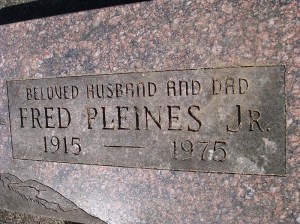 BELOVED HUSBAND AND DAD
FRED PLEINES JR.
1915 — 1975